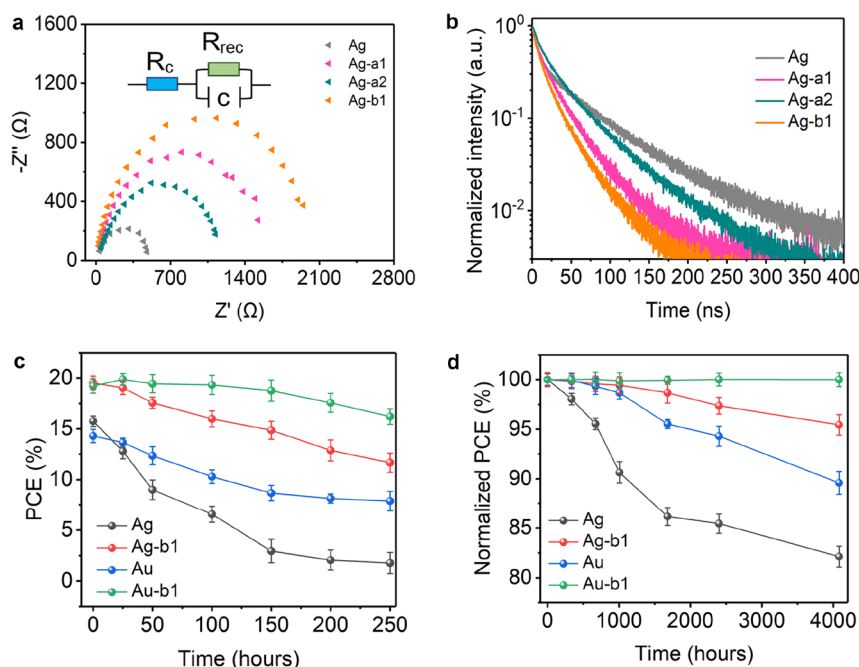 a
1600
1200
800
400
0
-Z'' (Ω)
0 700 1400 2100 2800
Z' (Ω)
Rc
Rrec
c
Ag
Ag-a1
Ag-a2
Ag-b1
b
10⁰
10⁻¹
10⁻²
Normalized intensity (a.u.)
0 50 100 150 200 250 300 350 400
Time (ns)
Ag
Ag-a1
Ag-a2
Ag-b1
c
20
15
10
5
0
PCE (%)
0 50 100 150 200 250
Time (hours)
Ag
Ag-b1
Au
Au-b1
d
100
95
90
85
80
Normalized PCE (%)
0 1000 2000 3000 4000
Time (hours)
Ag
Ag-b1
Au
Au-b1